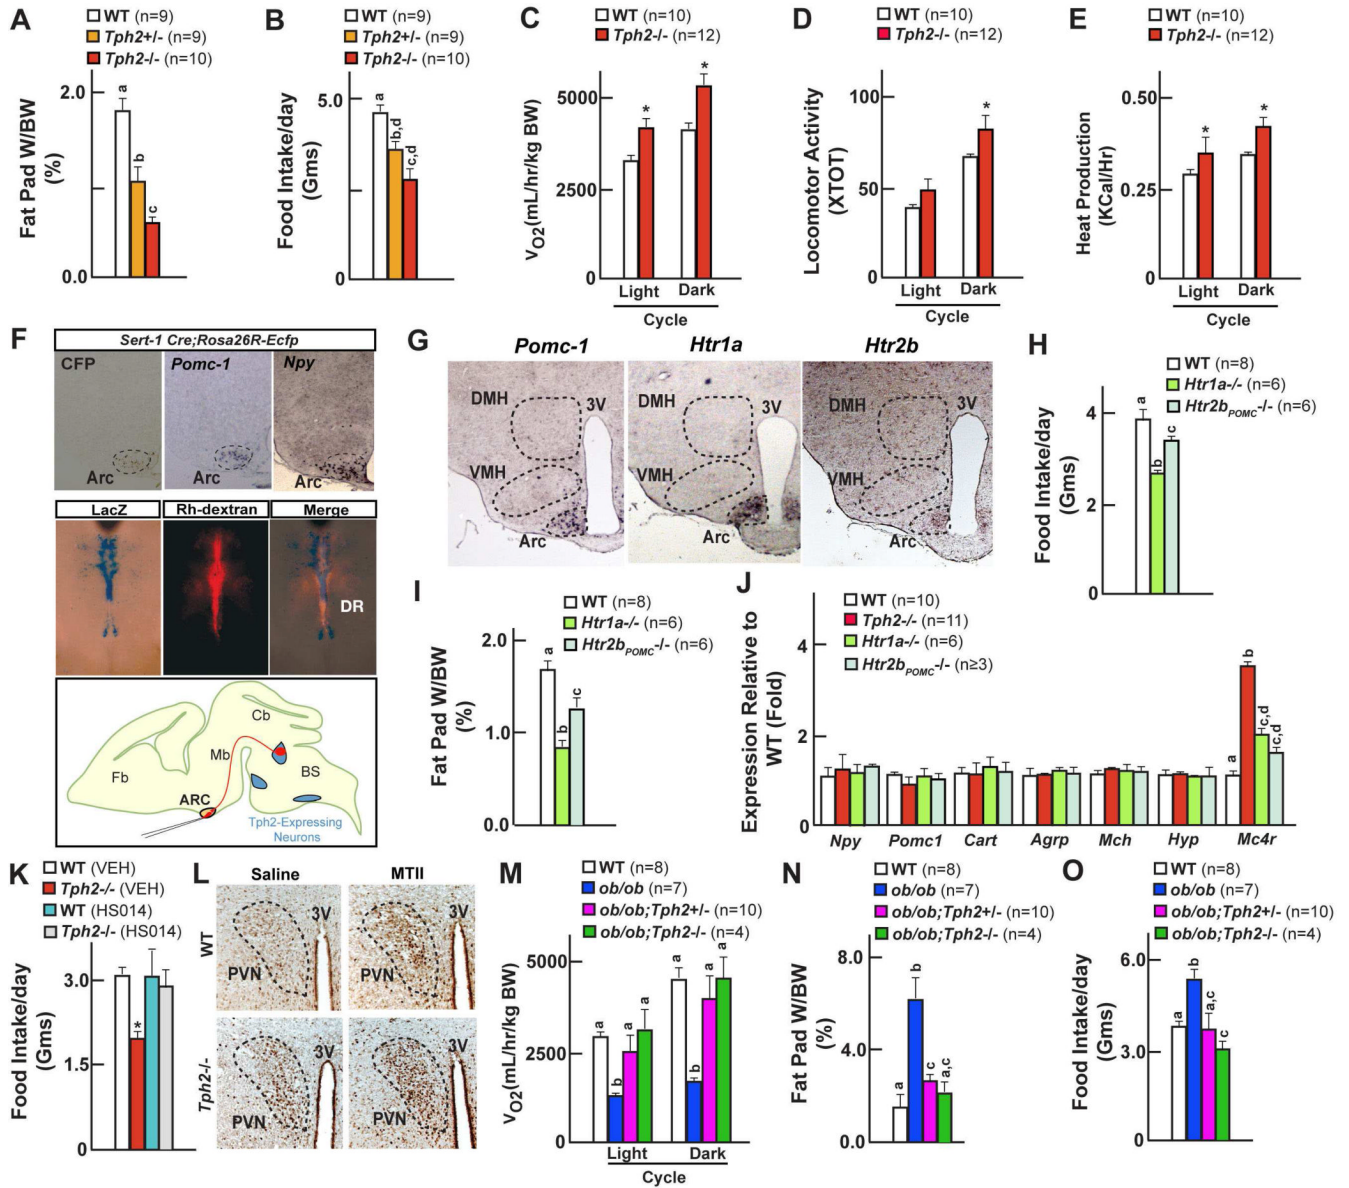 A
WT (n=9)
Tph2+/- (n=9)
Tph2-/- (n=10)
Fat Pad W/BW
(%)
2.0
0.0
a
b
c
B
WT (n=9)
Tph2+/- (n=9)
Tph2-/- (n=10)
Food Intake/day
(Gms)
5.0
0
a
b,d
c,d
C
WT (n=10)
Tph2-/- (n=12)
VO2(mL/hr/kg BW)
5000
2500
0
*
*
Light
Dark
Cycle
D
WT (n=10)
Tph2-/- (n=12)
Locomotor Activity
(XTOT)
100
50
0
*
Light
Dark
Cycle
E
WT (n=10)
Tph2-/- (n=12)
Heat Production
(KCal/Hr)
0.50
0.25
0
*
*
Light
Dark
Cycle
F
Sert-1 Cre;Rosa26R-Ecfp
CFP
Pomc-1
Npy
Arc
Arc
Arc
LacZ
Rh-dextran
Merge
DR
Cb
Mb
Fb
BS
ARC
Tph2-Expressing
Neurons
G
Pomc-1
Htr1a
Htr2b
DMH
3V
VMH
Arc
DMH
3V
VMH
Arc
DMH
3V
VMH
Arc
H
WT (n=8)
Htr1a-/- (n=6)
Htr2bPOMC-/- (n=6)
Food Intake/day
(Gms)
4
2
0
a
b
c
I
WT (n=8)
Htr1a-/- (n=6)
Htr2bPOMC-/- (n=6)
Fat Pad W/BW
(%)
2.0
1.0
0.0
a
b
c
J
WT (n=10)
Tph2-/- (n=11)
Htr1a-/- (n=6)
Htr2bPOMC-/- (n≥3)
Expression Relative to
WT (Fold)
4
2
0
a
b
c,d
c,d
Npy
Pomc1
Cart
Agrp
Mch
Hyp
Mc4r
K
WT (VEH)
Tph2-/- (VEH)
WT (HS014)
Tph2-/- (HS014)
Food Intake/day
(Gms)
3.0
1.5
0
*
L
Saline
MTII
WT
Tph2-/-
3V
PVN
3V
PVN
3V
PVN
3V
PVN
M
WT (n=8)
ob/ob (n=7)
ob/ob;Tph2+/- (n=10)
ob/ob;Tph2-/- (n=4)
VO2(mL/hr/kg BW)
5000
2500
0
a
b
a
a
a
b
a
a
Light
Dark
Cycle
N
WT (n=8)
ob/ob (n=7)
ob/ob;Tph2+/- (n=10)
ob/ob;Tph2-/- (n=4)
Fat Pad W/BW
(%)
8.0
4.0
0.0
a
b
c
a,c
O
WT (n=8)
ob/ob (n=7)
ob/ob;Tph2+/- (n=10)
ob/ob;Tph2-/- (n=4)
Food Intake/day
(Gms)
6.0
3.0
0
a
b
a,c
c